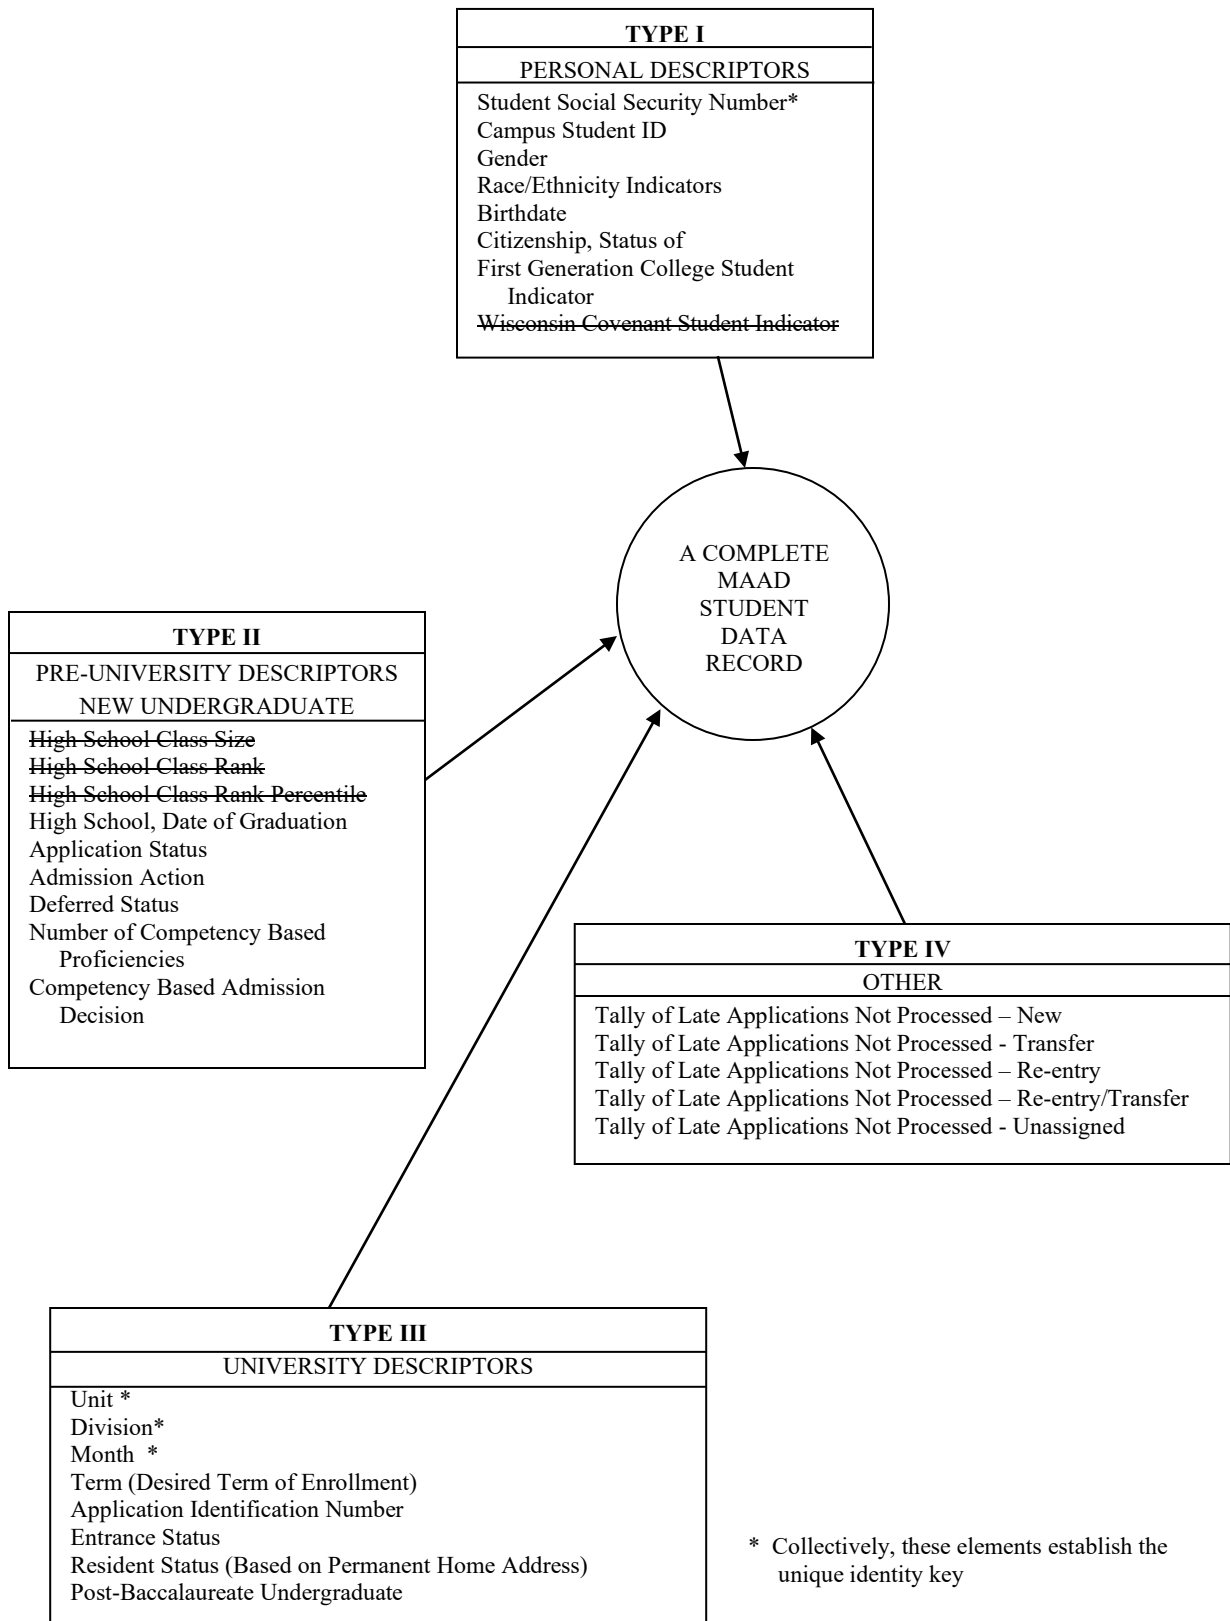 TYPE I
PERSONAL DESCRIPTORS
Student Social Security Number*
Campus Student ID
Gender
Race/Ethnicity Indicators
Birthdate
Citizenship, Status of
First Generation College Student
Indicator
Wisconsin Covenant Student Indicator
A COMPLETE
MAAD
STUDENT
DATA
RECORD
TYPE II
PRE-UNIVERSITY DESCRIPTORS
NEW UNDERGRADUATE
High School Class Size
High School Class Rank
High School Class Rank Percentile
High School, Date of Graduation
Application Status
Admission Action
Deferred Status
Number of Competency Based
Proficiencies
Competency Based Admission
Decision
TYPE IV
OTHER
Tally of Late Applications Not Processed – New
Tally of Late Applications Not Processed - Transfer
Tally of Late Applications Not Processed – Re-entry
Tally of Late Applications Not Processed – Re-entry/Transfer
Tally of Late Applications Not Processed - Unassigned
TYPE III
UNIVERSITY DESCRIPTORS
Unit *
Division*
Month *
Term (Desired Term of Enrollment)
Application Identification Number
Entrance Status
Resident Status (Based on Permanent Home Address)
Post-Baccalaureate Undergraduate
* Collectively, these elements establish the
unique identity key